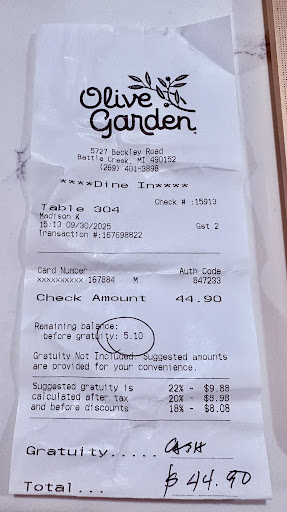 Olive
Garden
5727 Beckley Road
Battle Creek, MI 490152
(269) 401-3898
****Dine In****
Check # :15913
Table 304
Madison K
15:13 09/30/2025 Gst 2
Transaction #:167698822
Card Number Auth Code
xxxxxxxxxx 167884 M 847233
Check Amount 44.90
Remaining balance:
before gratuity: 5.10
Gratuity Not Included. Suggested amounts
are provided for your convenience.
Suggested gratuity is 22% - $9.88
calculated after tax 20% - $8.98
and before discounts 18% - $8.08
Gratuity..... CASH
Total... $44.90